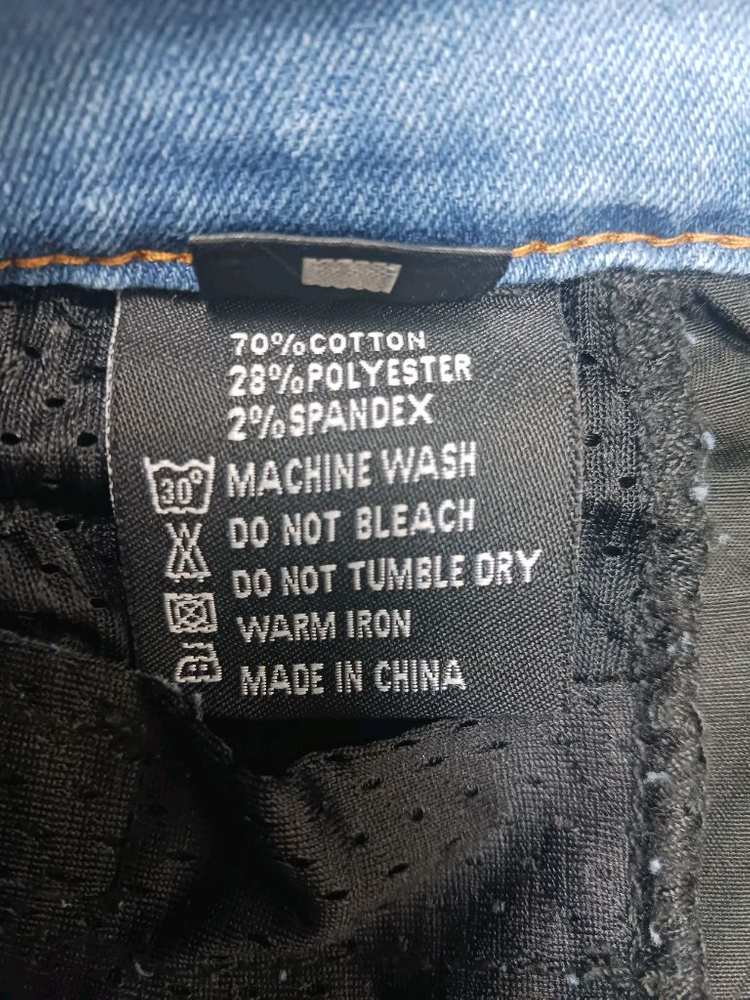 70%COTTON
28%POLYESTER
2%SPANDEX
30° MACHINE WASH
DO NOT BLEACH
DO NOT TUMBLE DRY
WARM IRON
MADE IN CHINA